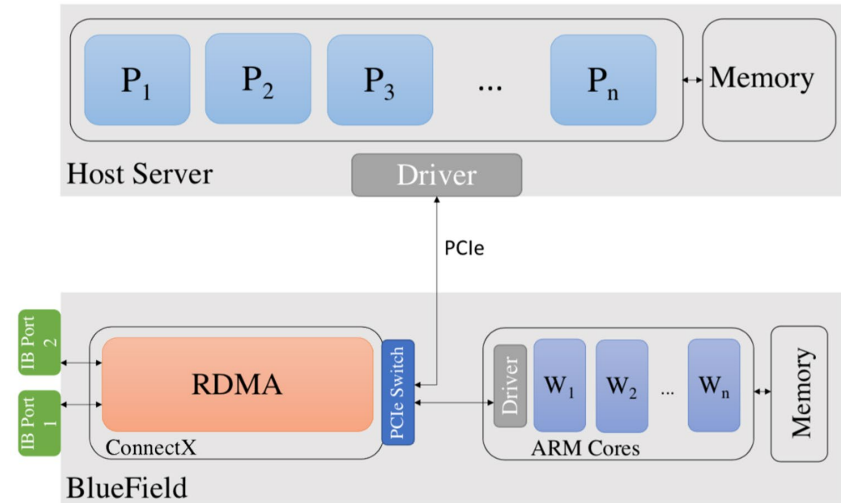 P1
P2
P3
...
Pn
Memory
Host Server
Driver
PCIe
IB Port
2
IB Port
1
RDMA
ConnectX
PCIe Switch
Driver
W1
W2
...
Wn
ARM Cores
Memory
BlueField